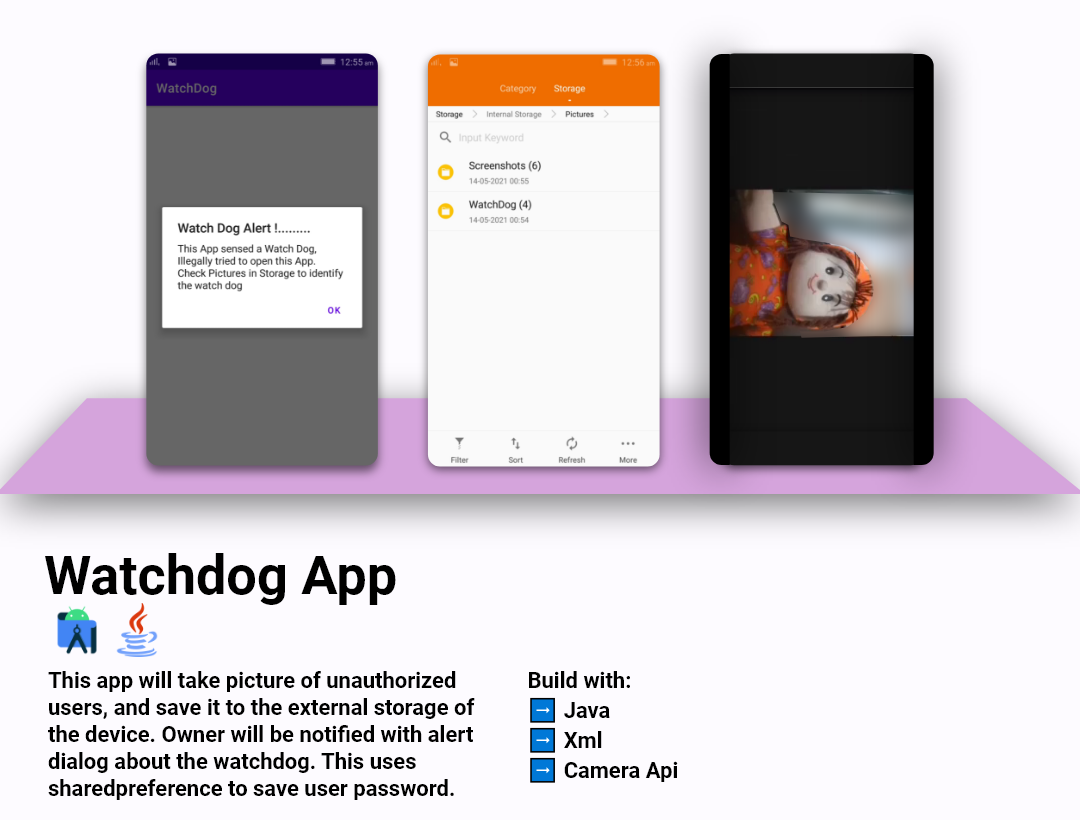 12:55 am
WatchDog
Watch Dog Alert !.........
This App sensed a Watch Dog,
Illegally tried to open this App.
Check Pictures in Storage to identify
the watch dog
OK
12:56 am
Category Storage
Storage Internal Storage Pictures
Input Keyword
Screenshots (6)
14-05-2021 00:55
WatchDog (4)
14-05-2021 00:54
Filter Sort Refresh More
Watchdog App
This app will take picture of unauthorized
users, and save it to the external storage of
the device. Owner will be notified with alert
dialog about the watchdog. This uses
sharedpreference to save user password.
Build with:
Java
Xml
Camera Api